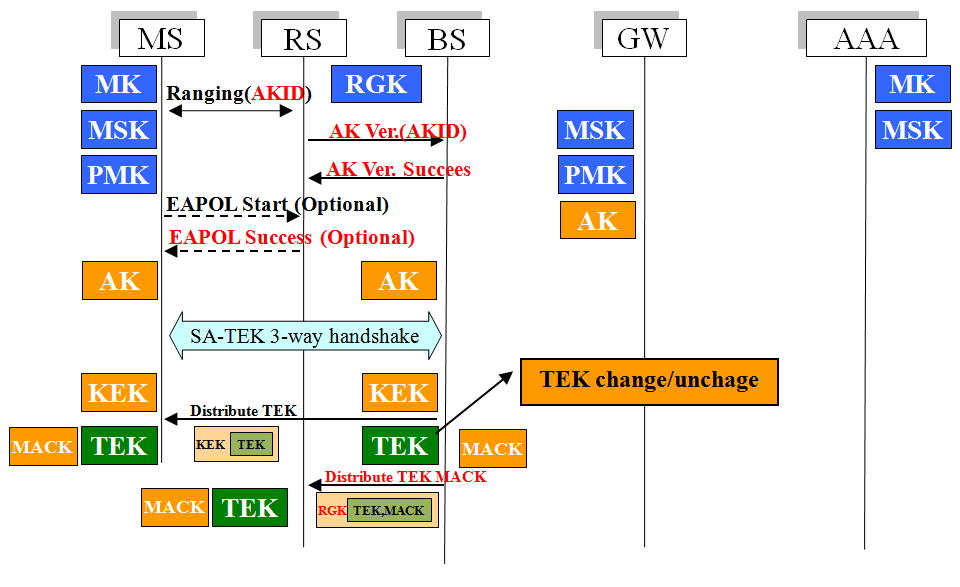 MS RS BS GW AAA
MK RGK MK
Ranging(AKID)
MSK AK Ver.(AKID) MSK MSK
PMK AK Ver. Succees PMK
EAPOL Start (Optional)
AK
EAPOL Success (Optional)
AK AK
SA-TEK 3-way handshake
TEK change/unchage
KEK KEK
Distribute TEK
MACK TEK KEK TEK TEK MACK
Distribute TEK MACK
MACK TEK RGK TEK,MACK